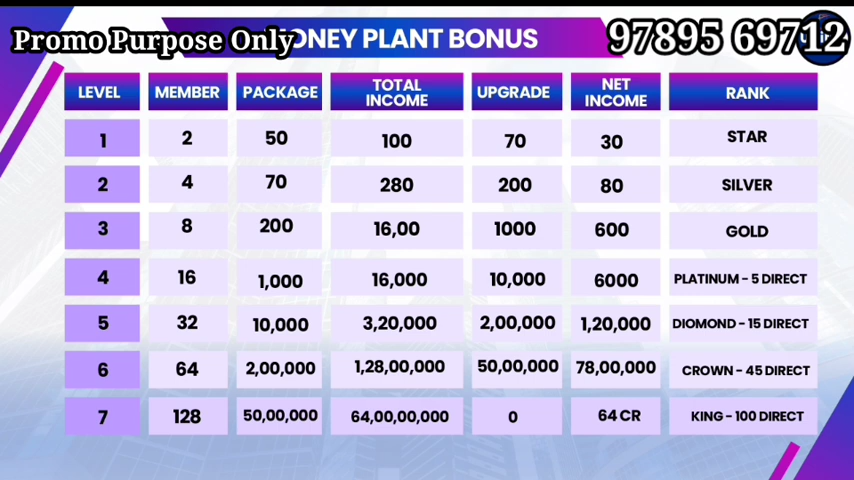 Promo Purpose Only
ONEY PLANT BONUS
97895 69712
LEVEL MEMBER PACKAGE TOTAL INCOME UPGRADE NET INCOME RANK
1 2 50 100 70 30 STAR
2 4 70 280 200 80 SILVER
3 8 200 16,00 1000 600 GOLD
4 16 1,000 16,000 10,000 6000 PLATINUM - 5 DIRECT
5 32 10,000 3,20,000 2,00,000 1,20,000 DIOMOND - 15 DIRECT
6 64 2,00,000 1,28,00,000 50,00,000 78,00,000 CROWN - 45 DIRECT
7 128 50,00,000 64,00,00,000 0 64 CR KING - 100 DIRECT